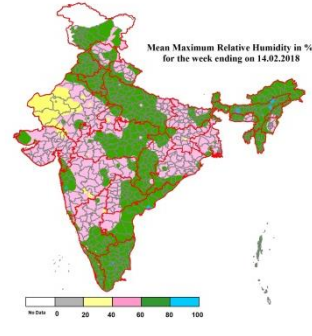 Mean Maximum Relative Humidity in %
for the week ending on 14.02.2018
No Data 0 20 40 60 80 100